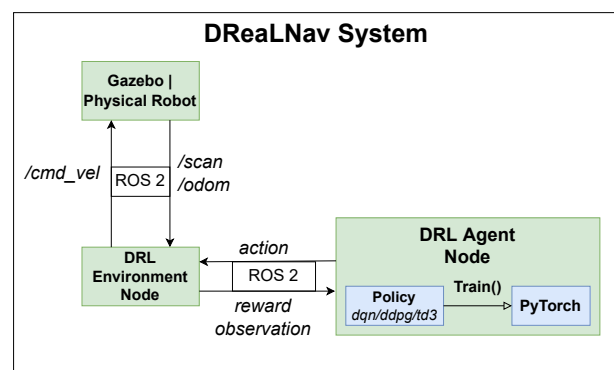 DReaLNav System
Gazebo |
Physical Robot
/cmd_vel
ROS 2
/scan
/odom
DRL
Environment
Node
action
ROS 2
reward
observation
DRL Agent
Node
Policy
dqn/ddpg/td3
Train()
PyTorch